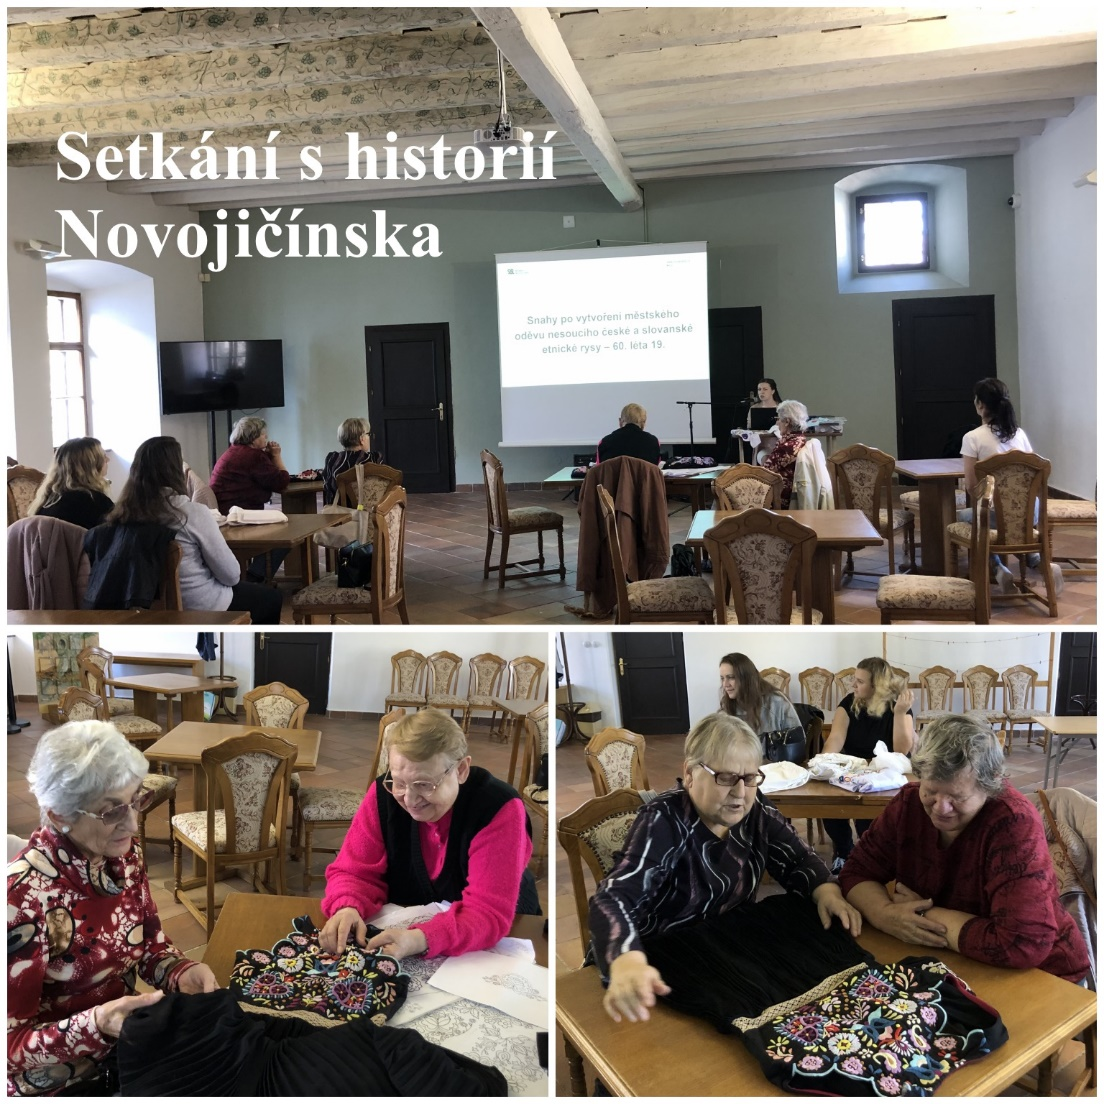 Setkání s historií
Novojičínska
Snahy po vytvoření městského
oděvu nesoucího české a slovanské
etnické rysy – 60. léta 19.